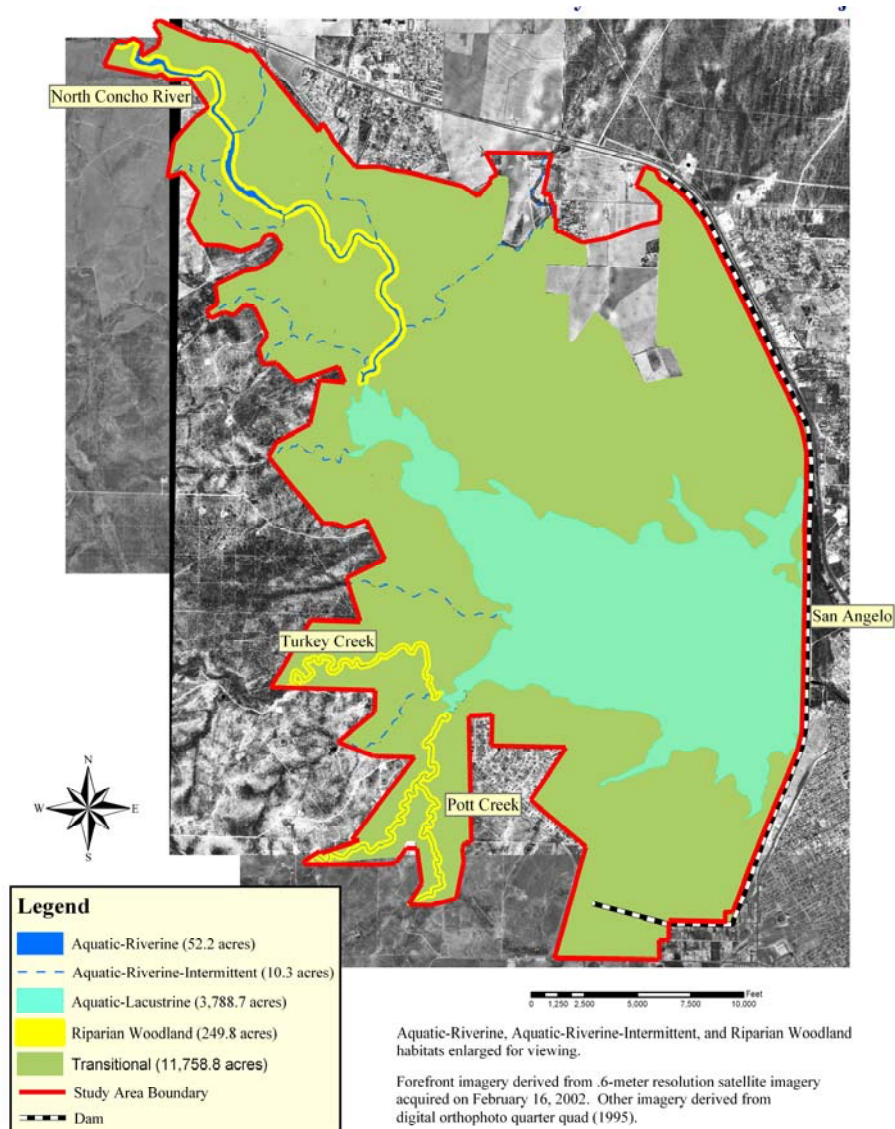 North Concho River
San Angelo
Turkey Creek
Pott Creek
N
W E
S
Legend
Aquatic-Riverine (52.2 acres)
Aquatic-Riverine-Intermittent (10.3 acres)
Aquatic-Lacustrine (3,788.7 acres)
Riparian Woodland (249.8 acres)
Transitional (11,758.8 acres)
Study Area Boundary
Dam
Feet
0 1,250 2,500 5,000 7,500 10,000
Aquatic-Riverine, Aquatic-Riverine-Intermittent, and Riparian Woodland
habitats enlarged for viewing.
Forefront imagery derived from .6-meter resolution satellite imagery
acquired on February 16, 2002. Other imagery derived from
digital orthophoto quarter quad (1995).